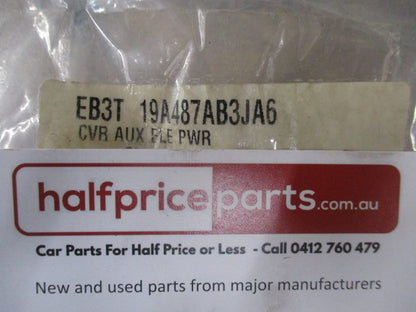 EB3T 19A487AB3JA6
CVR AUX ELE PWR
halfpriceparts.com.au
Car Parts For Half Price or Less - Call 0412 760 479
New and used parts from major manufacturers